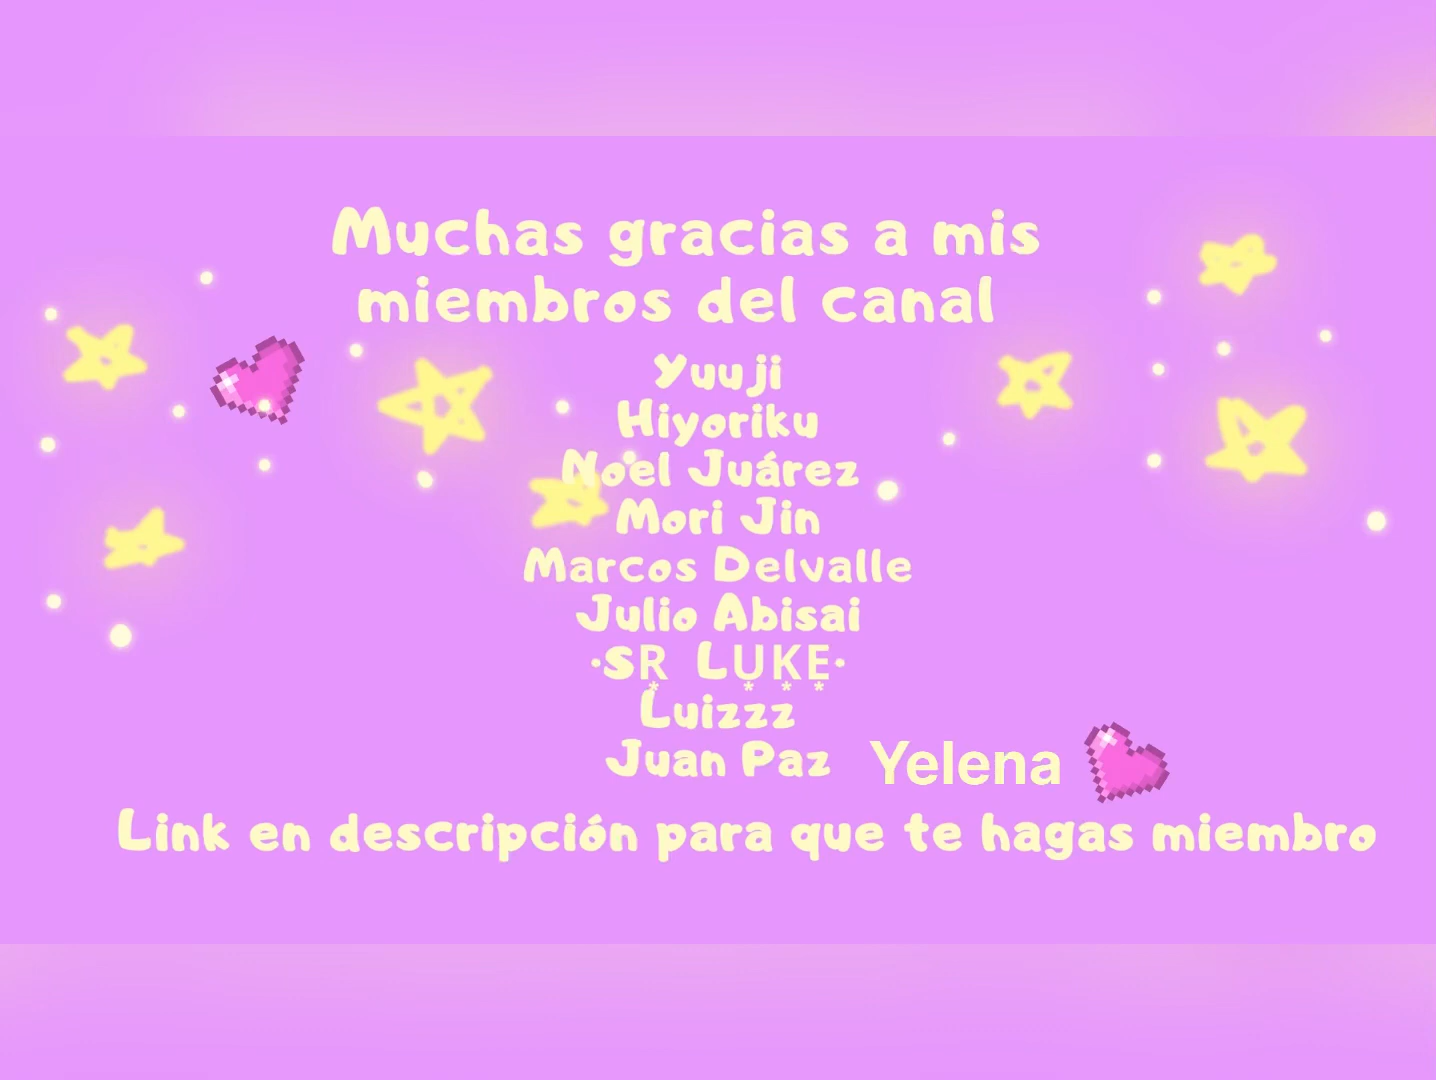 Muchas gracias a mis
miembros del canal
Yuuji
Hiyoriku
Noel Juárez
Mori Jin
Marcos Delvalle
Julio Abisai
·SR͙ LU͙K͙E͙·
Luizzz
Juan Paz Yelena
Link en descripción para que te hagas miembro